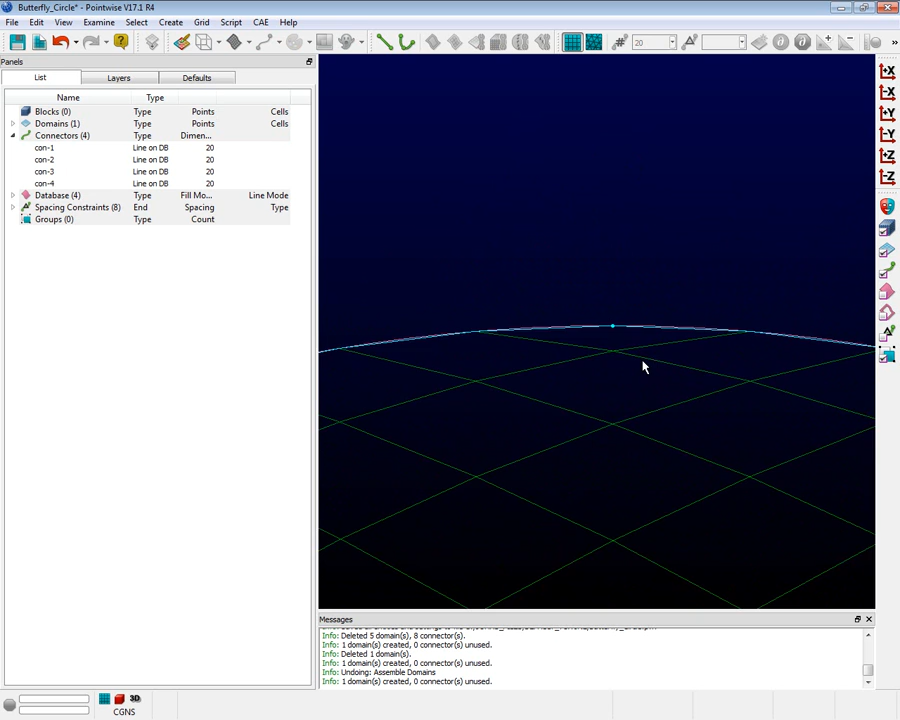 Butterfly_Circle* - Pointwise V17.1 R4
File Edit View Examine Select Create Grid Script CAE Help
20
»
Panels
List Layers Defaults
Name Type
Blocks (0) Type Points Cells
Domains (1) Type Points Cells
Connectors (4) Type Dimen...
con-1 Line on DB 20
con-2 Line on DB 20
con-3 Line on DB 20
con-4 Line on DB 20
Database (4) Type Fill Mo... Line Mode
Spacing Constraints (8) End Spacing Type
Groups (0) Type Count
+X
-X
+Y
-Y
+Z
-Z
Messages
Info: Deleted 5 domain(s), 8 connector(s).
Info: 1 domain(s) created, 0 connector(s) unused.
Info: Deleted 1 domain(s).
Info: 1 domain(s) created, 0 connector(s) unused.
Info: Undoing: Assemble Domains
Info: 1 domain(s) created, 0 connector(s) unused.
3D
CGNS